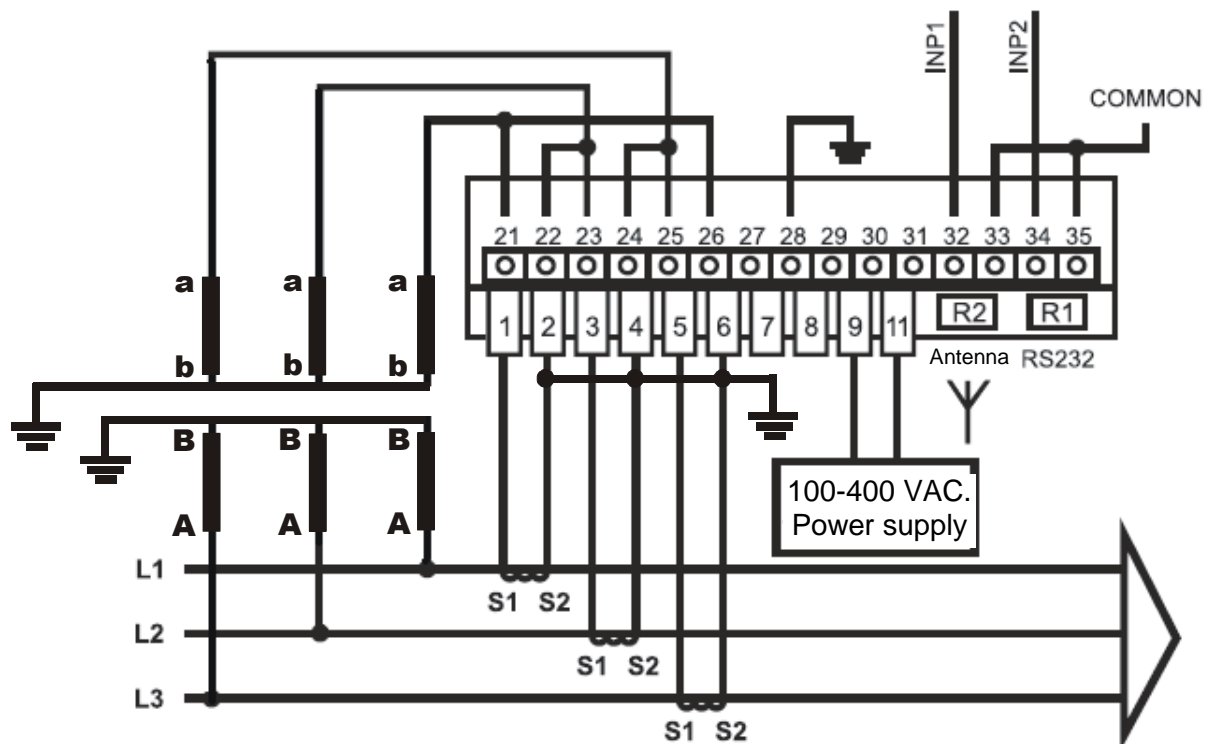 INP1
INP2
COMMON
21 22 23 24 25 26 27 28 29 30 31 32 33 34 35
a a a
R2 R1
1 2 3 4 5 6 7 8 9 11
b b b
Antenna RS232
B B B
A A A
100-400 VAC.
Power supply
L1
S1 S2
L2
S1 S2
L3
S1 S2